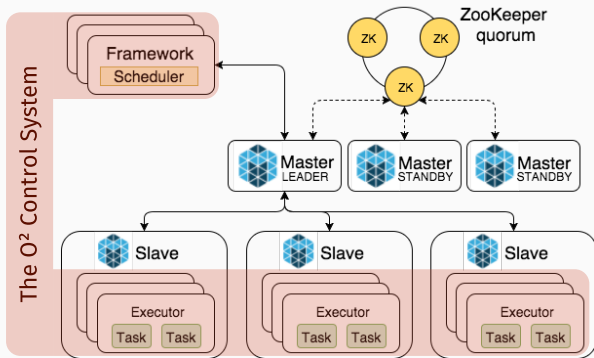 The O² Control System
Framework
Scheduler
ZooKeeper
quorum
ZK
ZK
ZK
Master
LEADER
Master
STANDBY
Master
STANDBY
Slave
Slave
Slave
Executor
Task Task
Executor
Task Task
Executor
Task Task